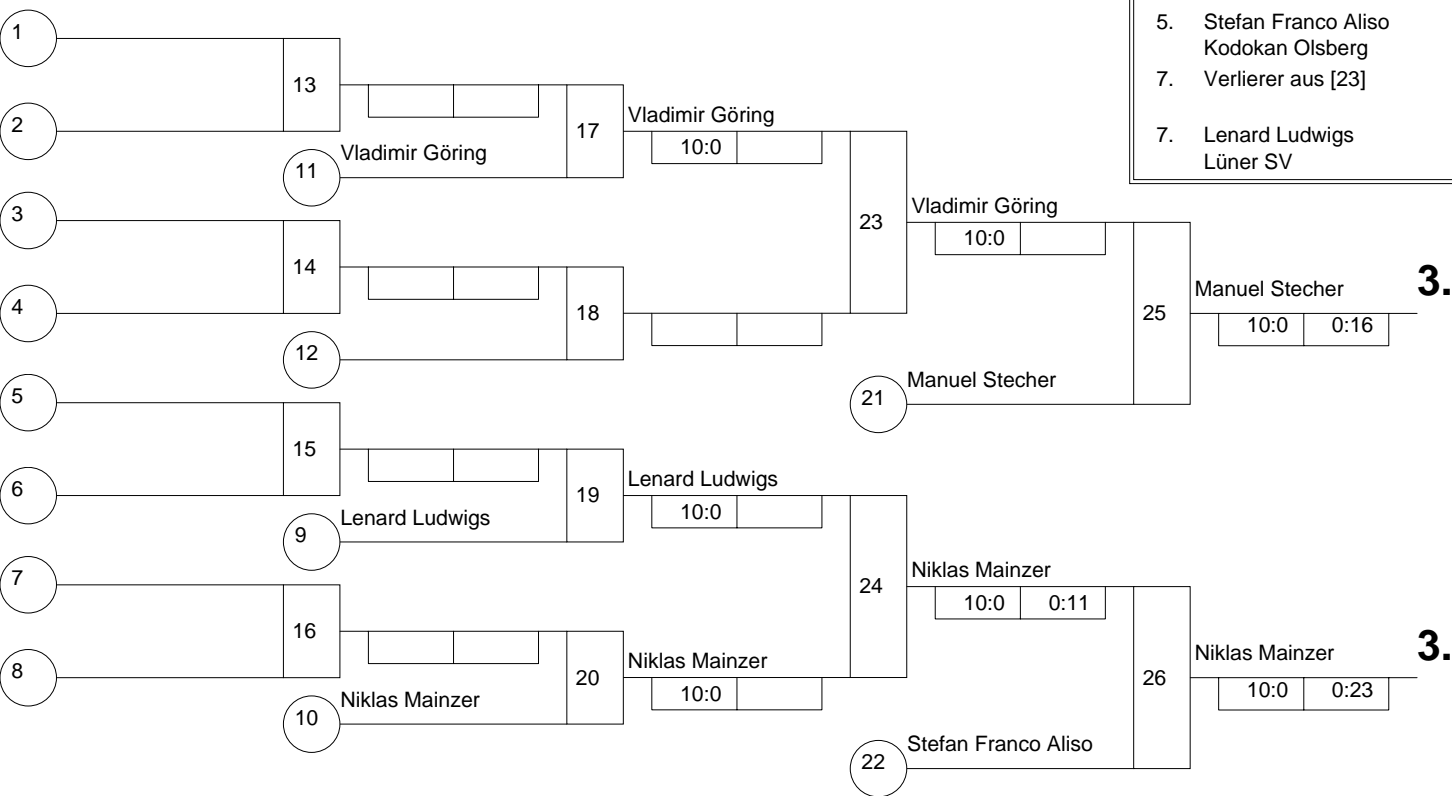 5. Stefan Franco Aliso
Kodokan Olsberg
7. Verlierer aus [23]
7. Lenard Ludwigs
Lüner SV
1
13
2
17
Vladimir Göring
10:0
11
Vladimir Göring
3
23
Vladimir Göring
10:0
14
4
18
25
Manuel Stecher
3.
10:0 0:16
12
21
Manuel Stecher
5
15
6
19
Lenard Ludwigs
10:0
9
Lenard Ludwigs
7
24
Niklas Mainzer
10:0 0:11
16
8
20
Niklas Mainzer
10:0
26
Niklas Mainzer
3.
10:0 0:23
10
Niklas Mainzer
22
Stefan Franco Aliso